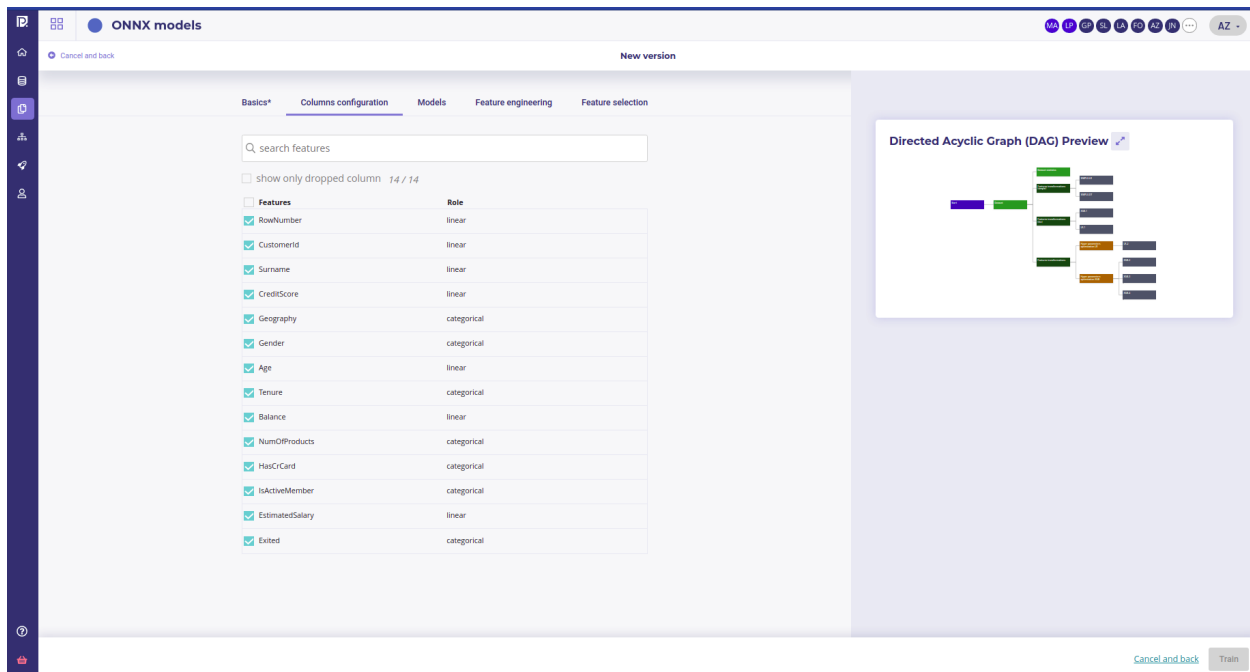 ONNX models
MA LP GP SL LA FO AZ JN
AZ
Cancel and back
New version
Basics*
Columns configuration
Models
Feature engineering
Feature selection
search features
show only dropped column 14 / 14
Features Role
RowNumber linear
CustomerId linear
Surname linear
CreditScore linear
Geography categorical
Gender categorical
Age linear
Tenure categorical
Balance linear
NumOfProducts categorical
HasCrCard categorical
IsActiveMember categorical
EstimatedSalary linear
Exited categorical
Directed Acyclic Graph (DAG) Preview
Cancel and back
Train